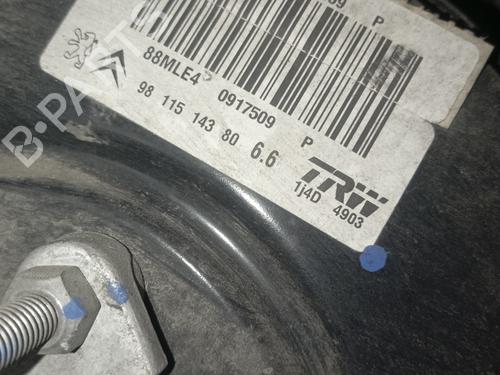 P
88MLE4 0917509 P
98 115 143 80 6.6
TRW
1j4D 4903
B-PARTS